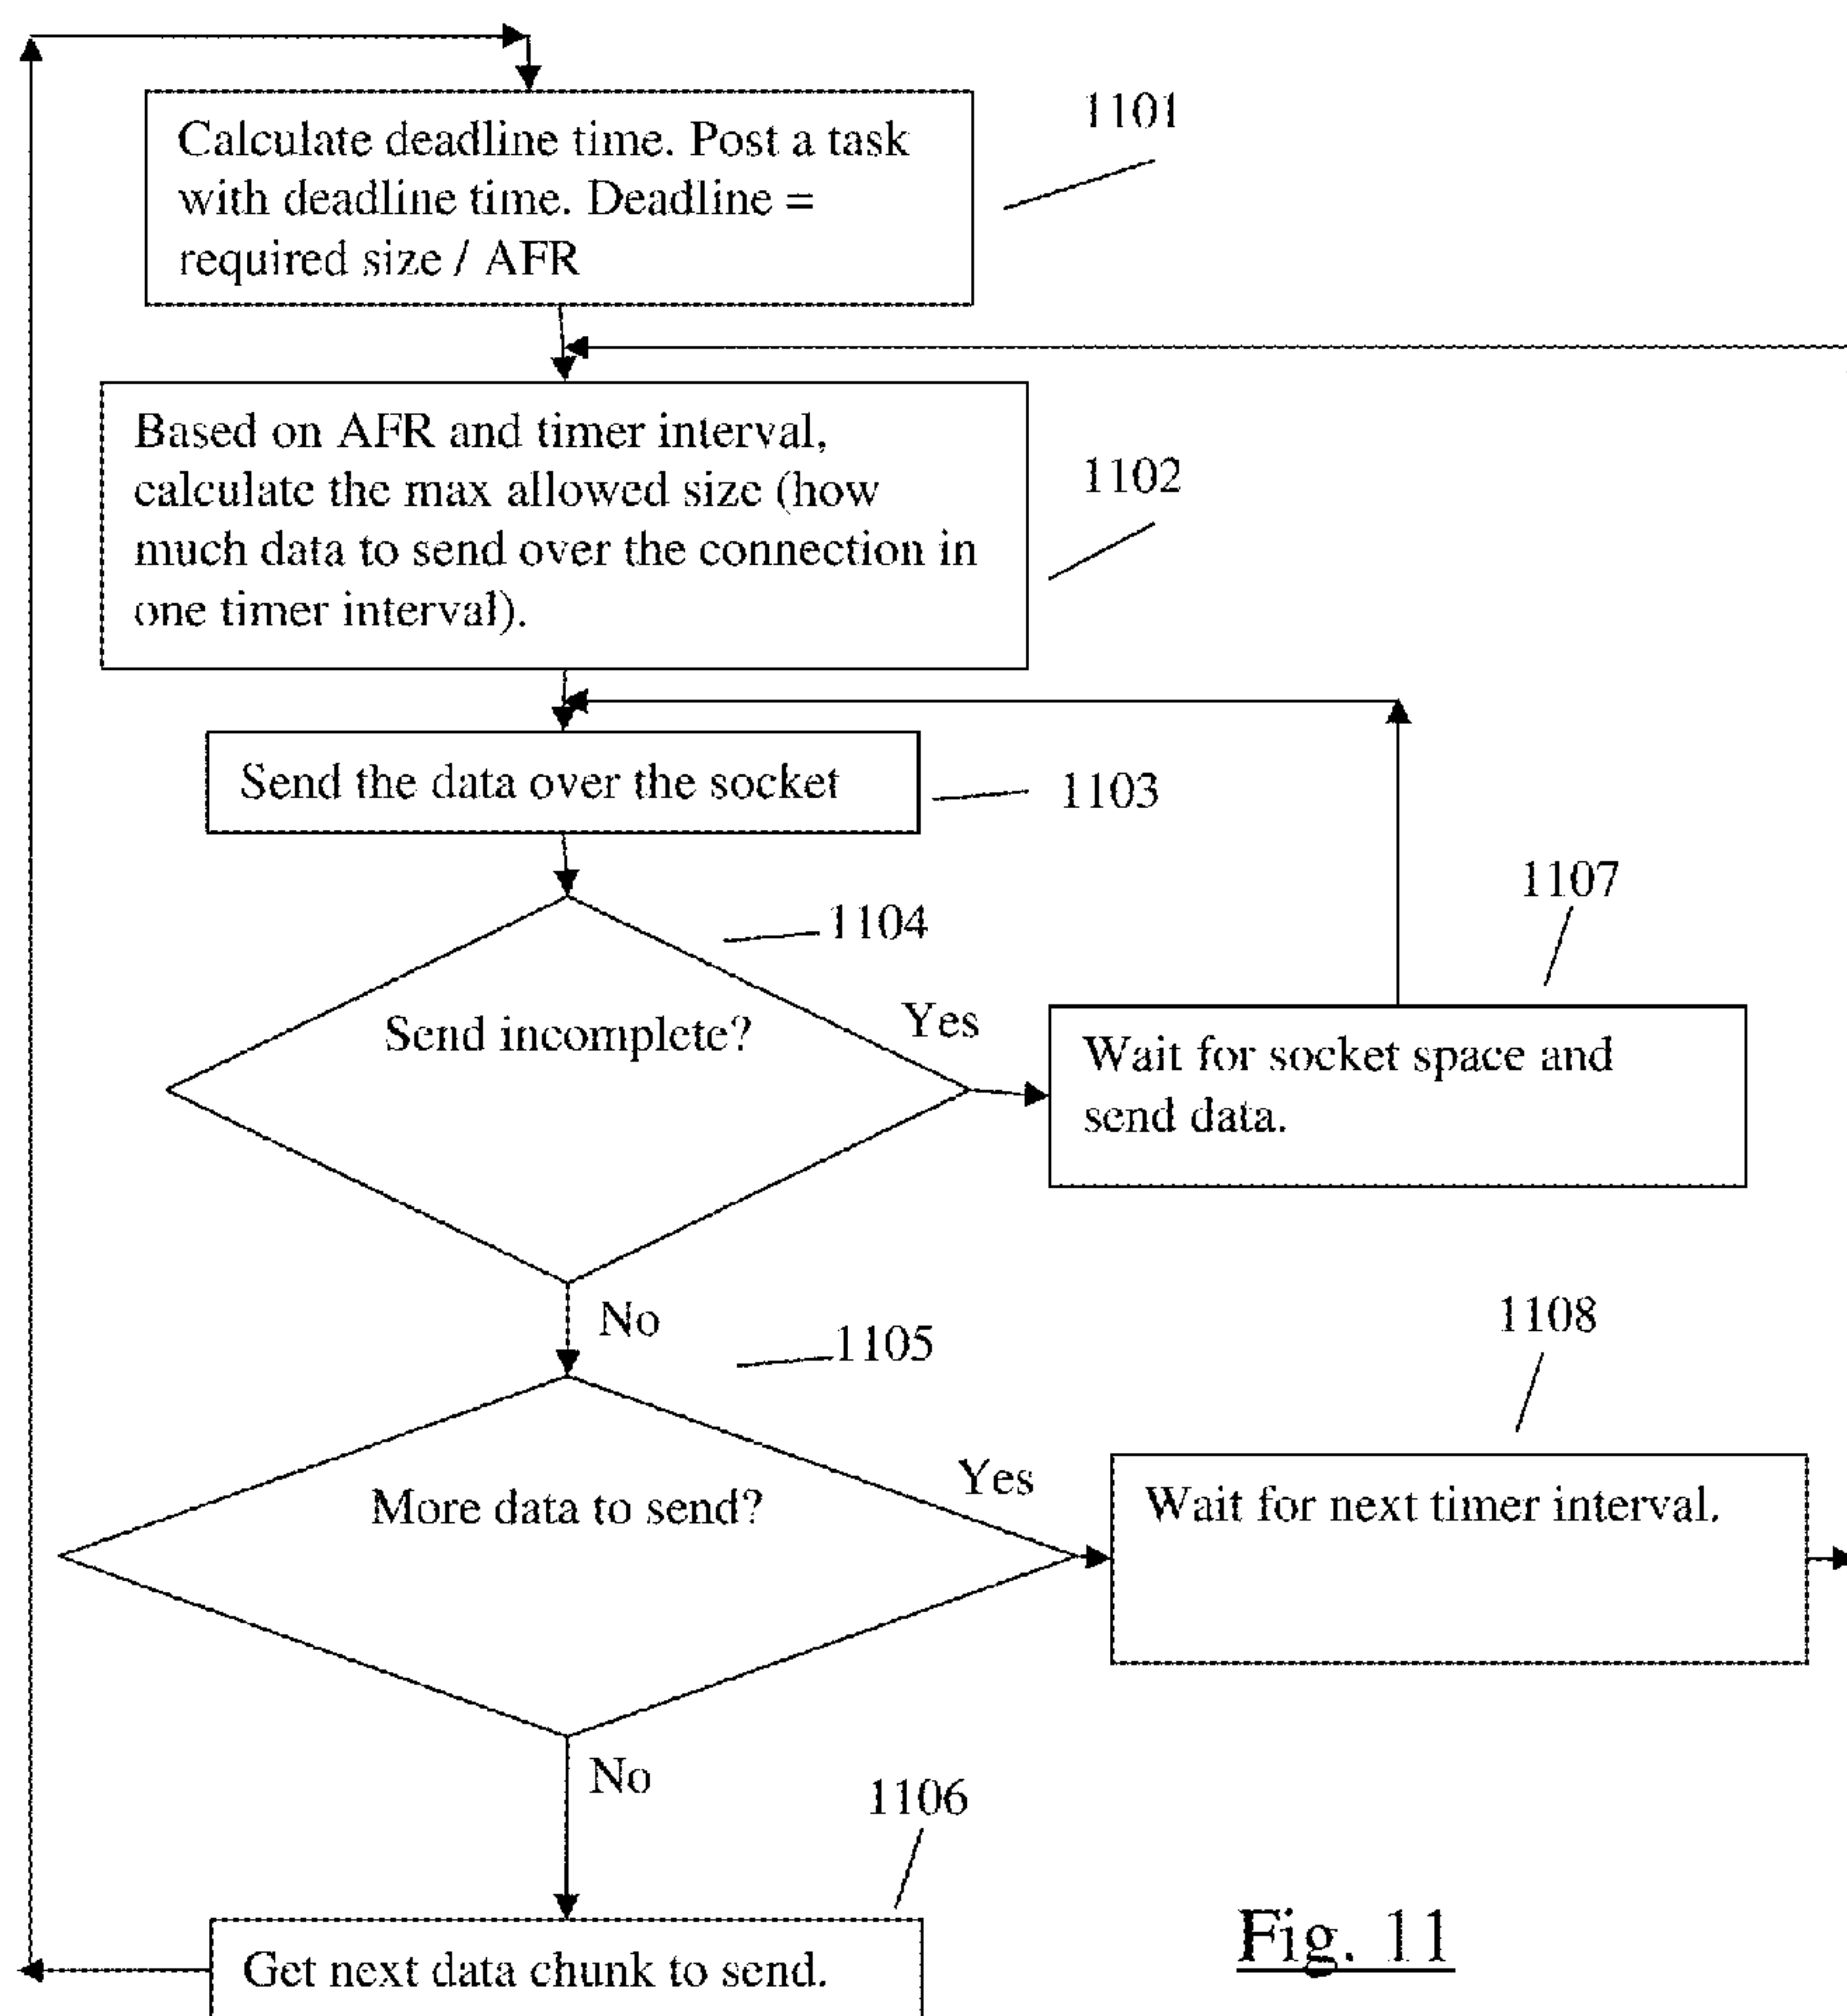 1101
Calculate deadline time. Post a task
with deadline time. Deadline =
required size / AFR
Based on AFR and timer interval,
calculate the max allowed size (how
much data to send over the connection in
one timer interval).
1102
Send the data over the socket
1103
1104
Send incomplete?
Yes
1107
Wait for socket space and
send data.
No
1105
More data to send?
Yes
1108
Wait for next timer interval.
No
1106
Get next data chunk to send.
Fig. 11